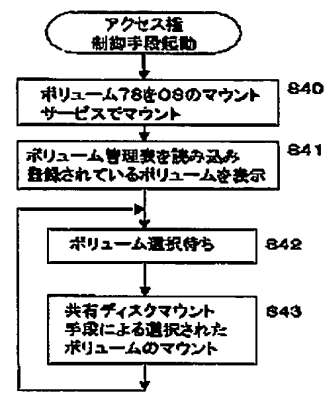 アクセス権
制御手段起動
ボリューム78をOSのマウント
サービスでマウント
S40
ボリューム管理表を読み込み
登録されているボリュームを表示
S41
ボリューム選択待ち
S42
共有ディスクマウント
手段による選択された
ボリュームのマウント
S43